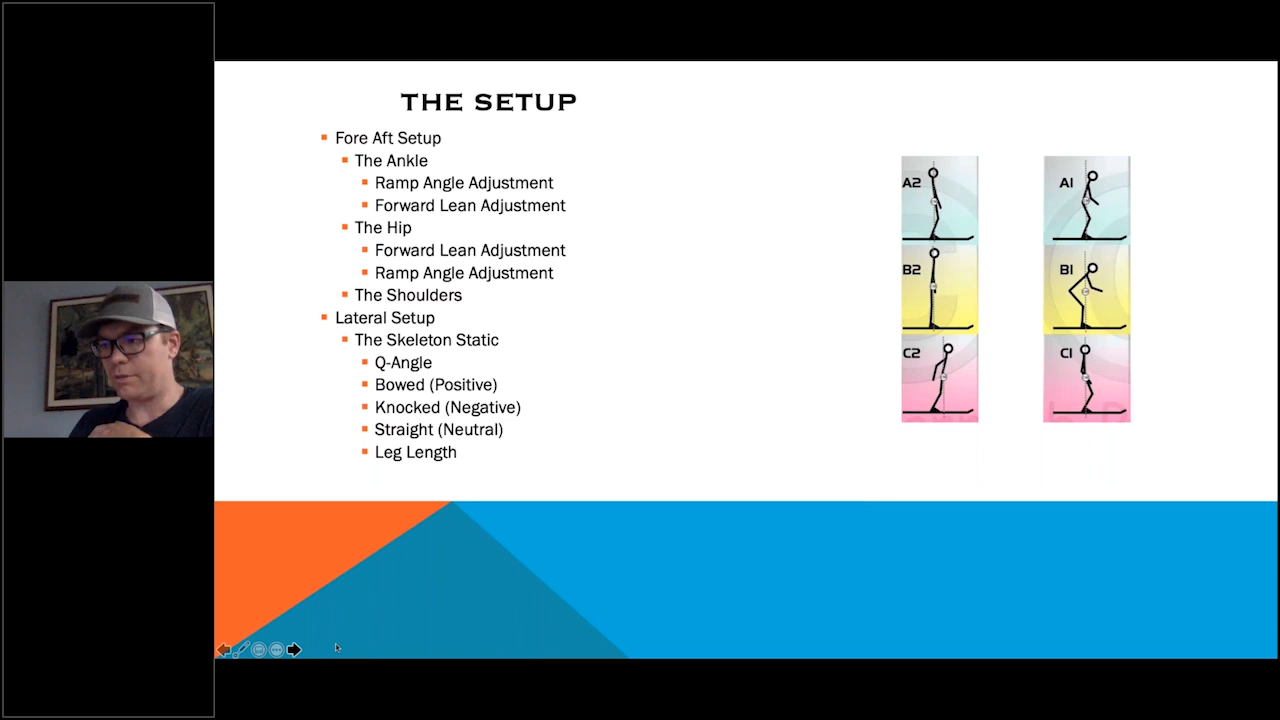 THE SETUP
Fore Aft Setup
The Ankle
Ramp Angle Adjustment
Forward Lean Adjustment
The Hip
Forward Lean Adjustment
Ramp Angle Adjustment
The Shoulders
Lateral Setup
The Skeleton Static
Q-Angle
Bowed (Positive)
Knocked (Negative)
Straight (Neutral)
Leg Length
A2
A1
B2
B1
C2
C1